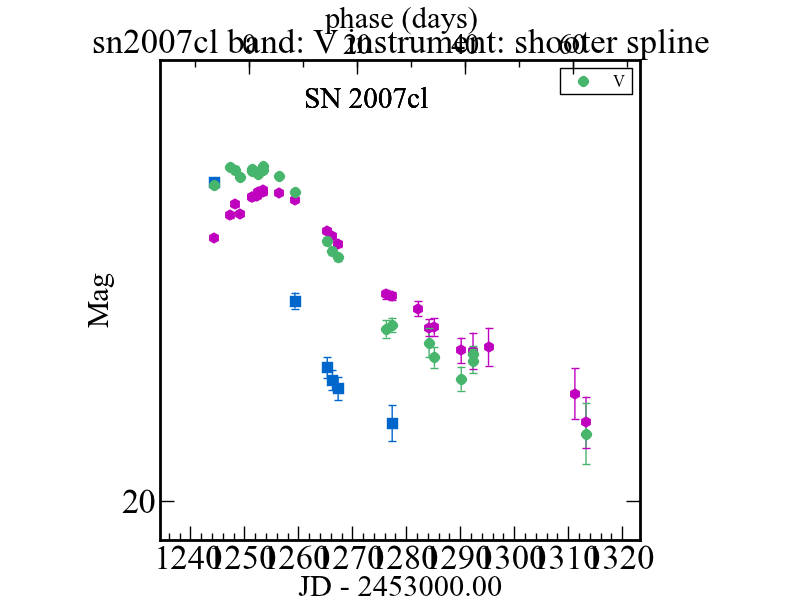 phase (days)
sn2007cl band: V instrument: shooter spline
0 20 40 60
SN 2007cl
V
Mag
20
1240 1250 1260 1270 1280 1290 1300 1310 1320
JD - 2453000.00